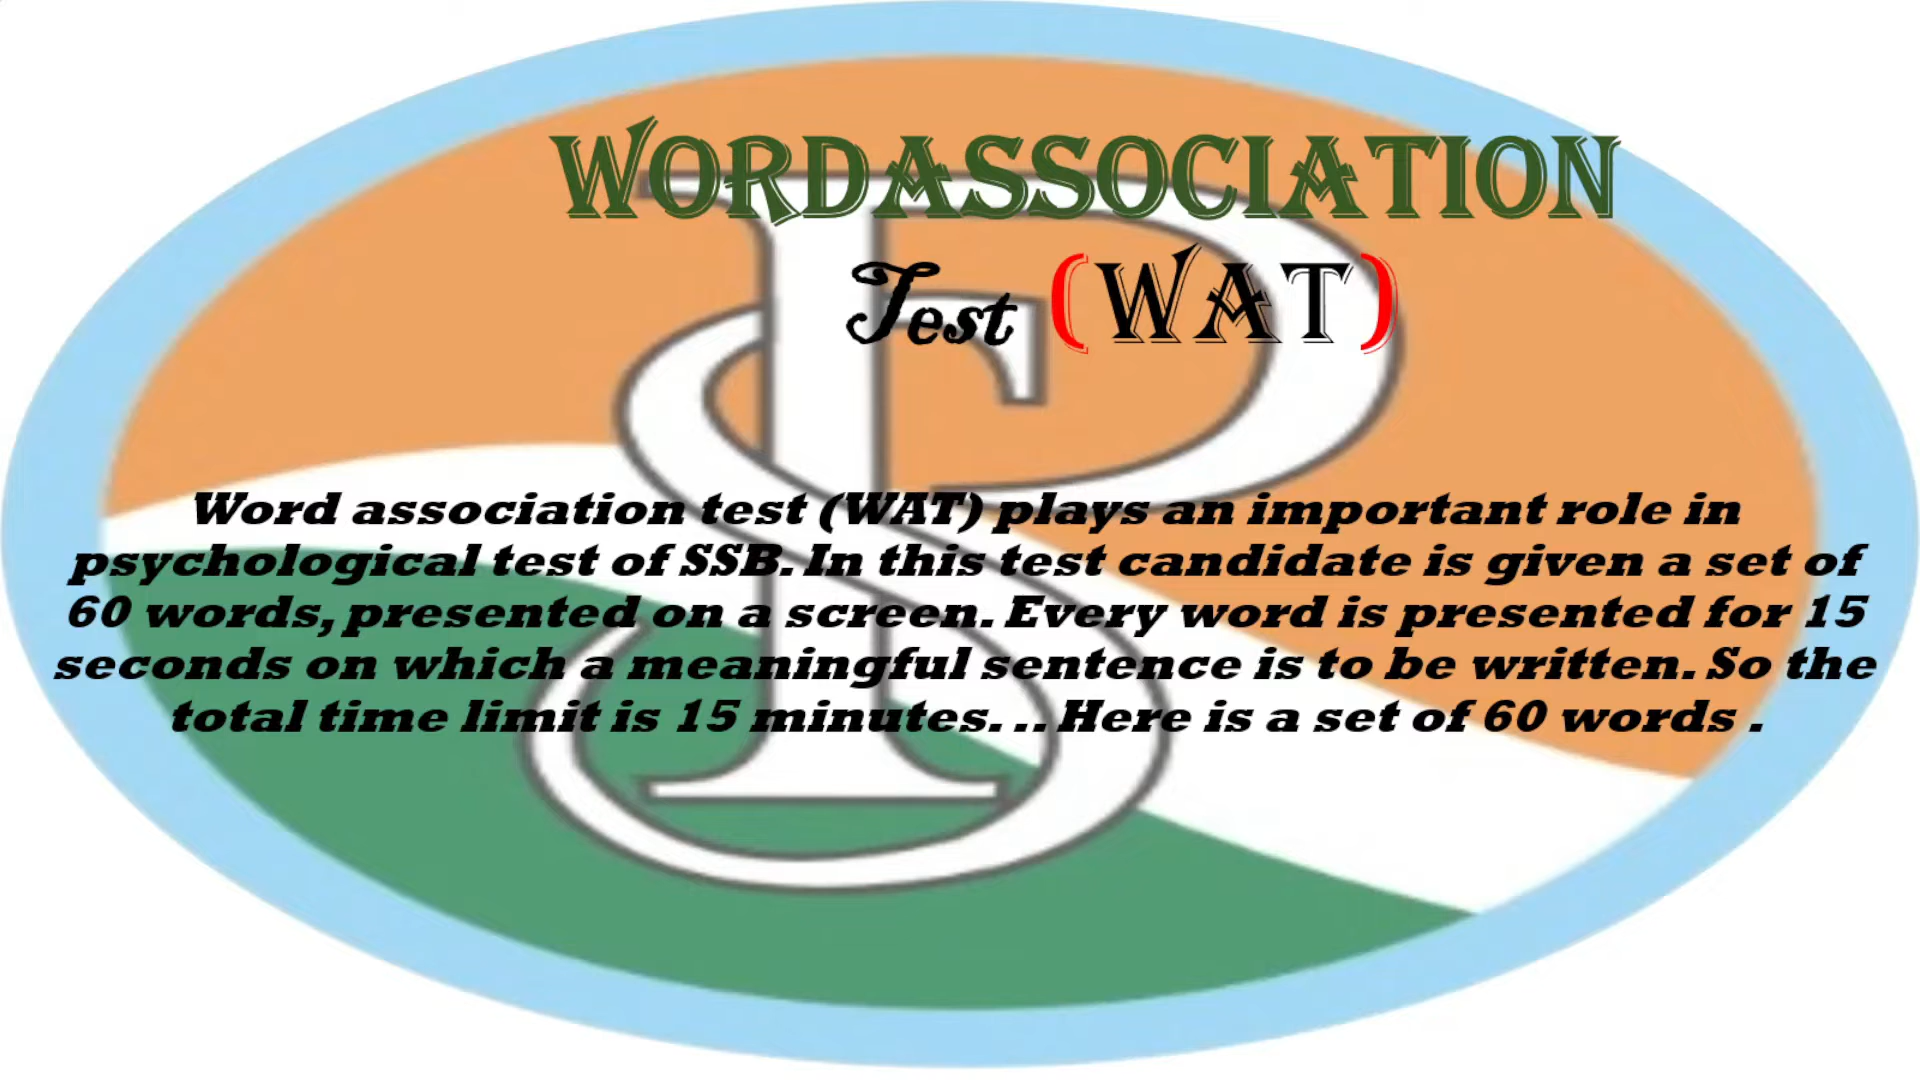 WORDASSOCIATION
Test (WAT)
Word association test (WAT) plays an important role in
psychological test of SSB. In this test candidate is given a set of
60 words, presented on a screen. Every word is presented for 15
seconds on which a meaningful sentence is to be written. So the
total time limit is 15 minutes. . . Here is a set of 60 words .